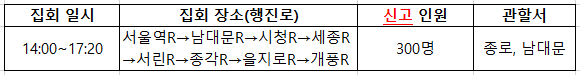 집회 일시 집회 장소(행진로) 신고 인원 관할서
14:00~17:20 서울역R→남대문R→시청R→세종R 300명 종로, 남대문
→서린R→종각R→을지로R→개풍R